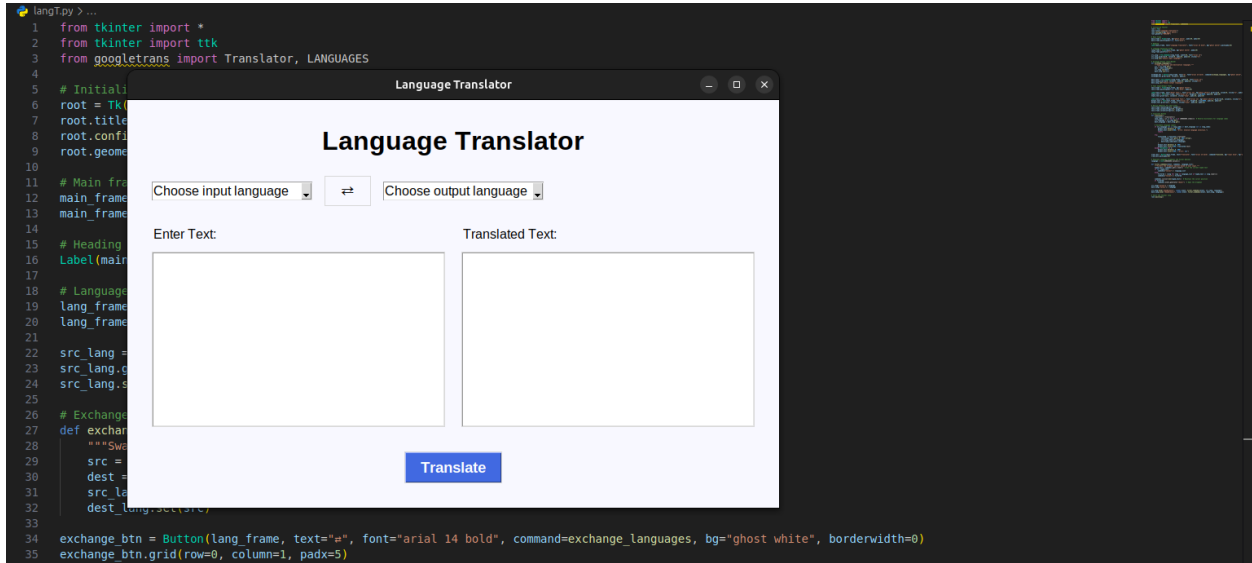 langT.py > ...
1 from tkinter import *
2 from tkinter import ttk
3 from googletrans import Translator, LANGUAGES
4
5 # Initiali
6 root = Tk(
7 root.title
8 root.confi
9 root.geome
10
11 # Main fra
12 main_frame
13 main_frame
14
15 # Heading
16 Label(main
17
18 # Language
19 lang_frame
20 lang_frame
21
22 src_lang =
23 src_lang.g
24 src_lang.s
25
26 # Exchange
27 def exchan
28 """Swa
29 src =
30 dest =
31 src_la
32 dest_lang.set(src)
33
34 exchange_btn = Button(lang_frame, text="⇄", font="arial 14 bold", command=exchange_languages, bg="ghost white", borderwidth=0)
35 exchange_btn.grid(row=0, column=1, padx=5)
Language Translator
Language Translator
Choose input language ⇄ Choose output language
Enter Text: Translated Text:
Translate